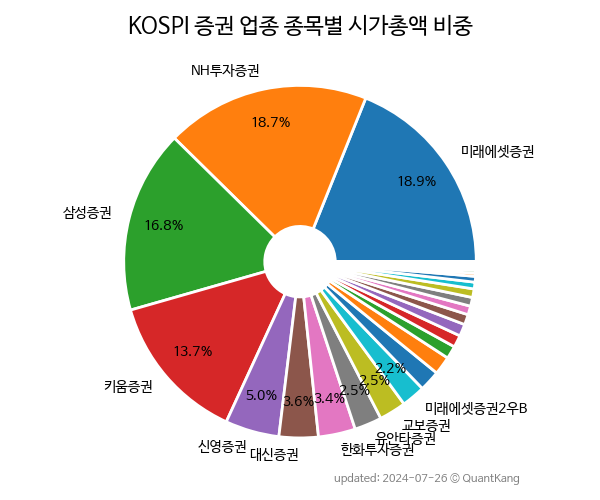 KOSPI 증권 업종 종목별 시가총액 비중
NH투자증권
18.7%
미래에셋증권
18.9%
삼성증권
16.8%
13.7%
키움증권
5.0%
3.6%
3.4%
2.5%
2.5%
2.2%
미래에셋증권2우B
교보증권
유안타증권
한화투자증권
신영증권
대신증권
updated: 2024-07-26 © QuantKang